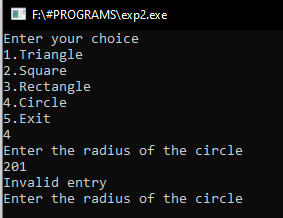 F:\#PROGRAMS\exp2.exe
Enter your choice
1.Triangle
2.Square
3.Rectangle
4.Circle
5.Exit
4
Enter the radius of the circle
201
Invalid entry
Enter the radius of the circle